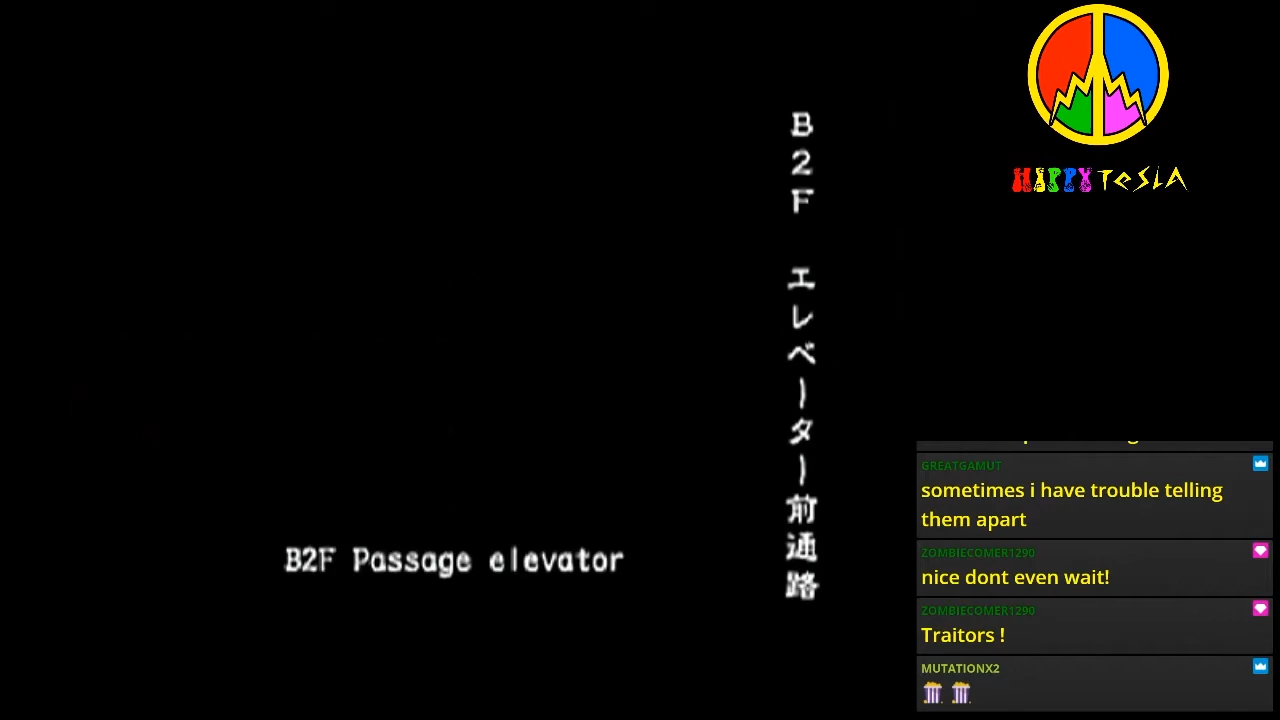 B2F エレベーター前通路
B2F Passage elevator
HAPPYTESLA
GREATGAMUT
sometimes i have trouble telling
them apart
ZOMBIECOMER1290
nice dont even wait!
ZOMBIECOMER1290
Traitors !
MUTATIONX2